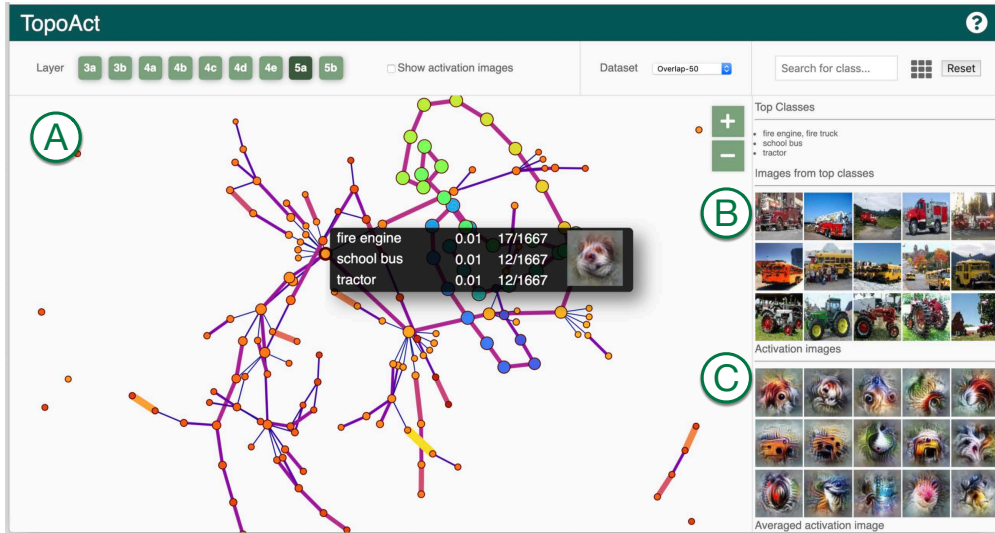 TopoAct
?
Layer 3a 3b 4a 4b 4c 4d 4e 5a 5b Show activation images Dataset Overlap-50 Search for class... Reset
A
+
−
Top Classes
fire engine, fire truck
school bus
tractor
Images from top classes
B
fire engine 0.01 17/1667
school bus 0.01 12/1667
tractor 0.01 12/1667
Activation images
C
Averaged activation image